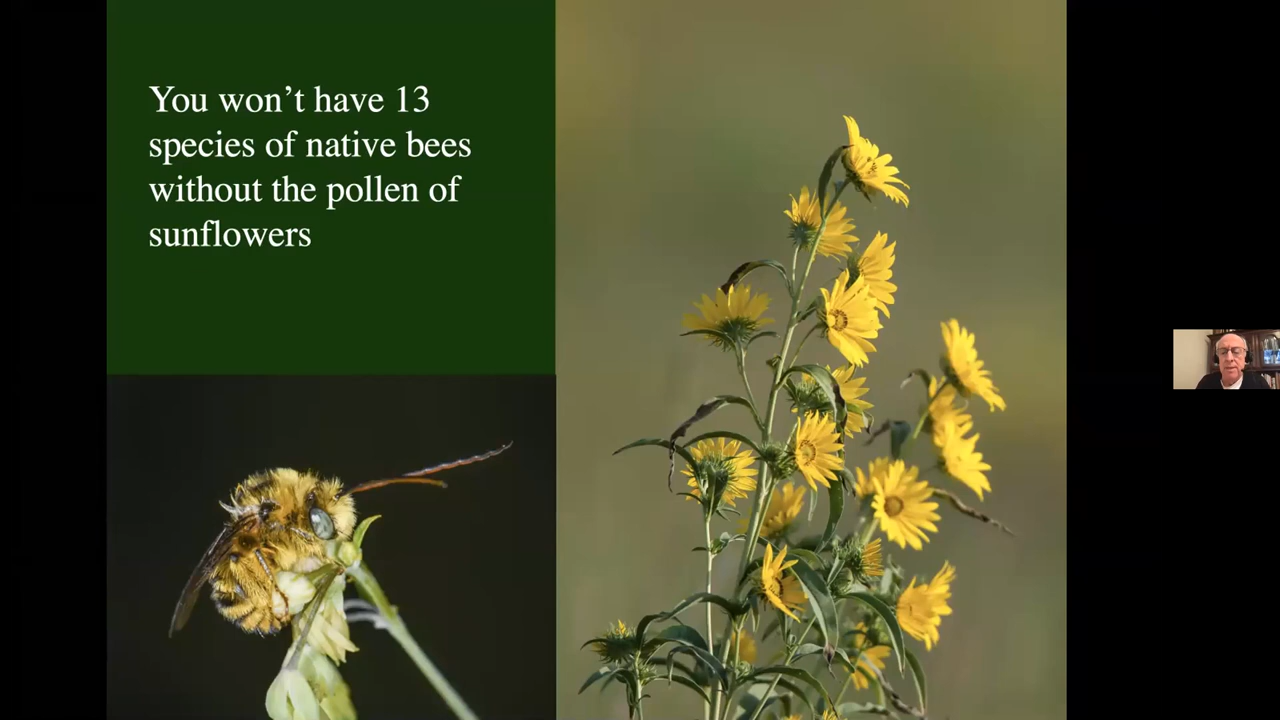 You won’t have 13
species of native bees
without the pollen of
sunflowers